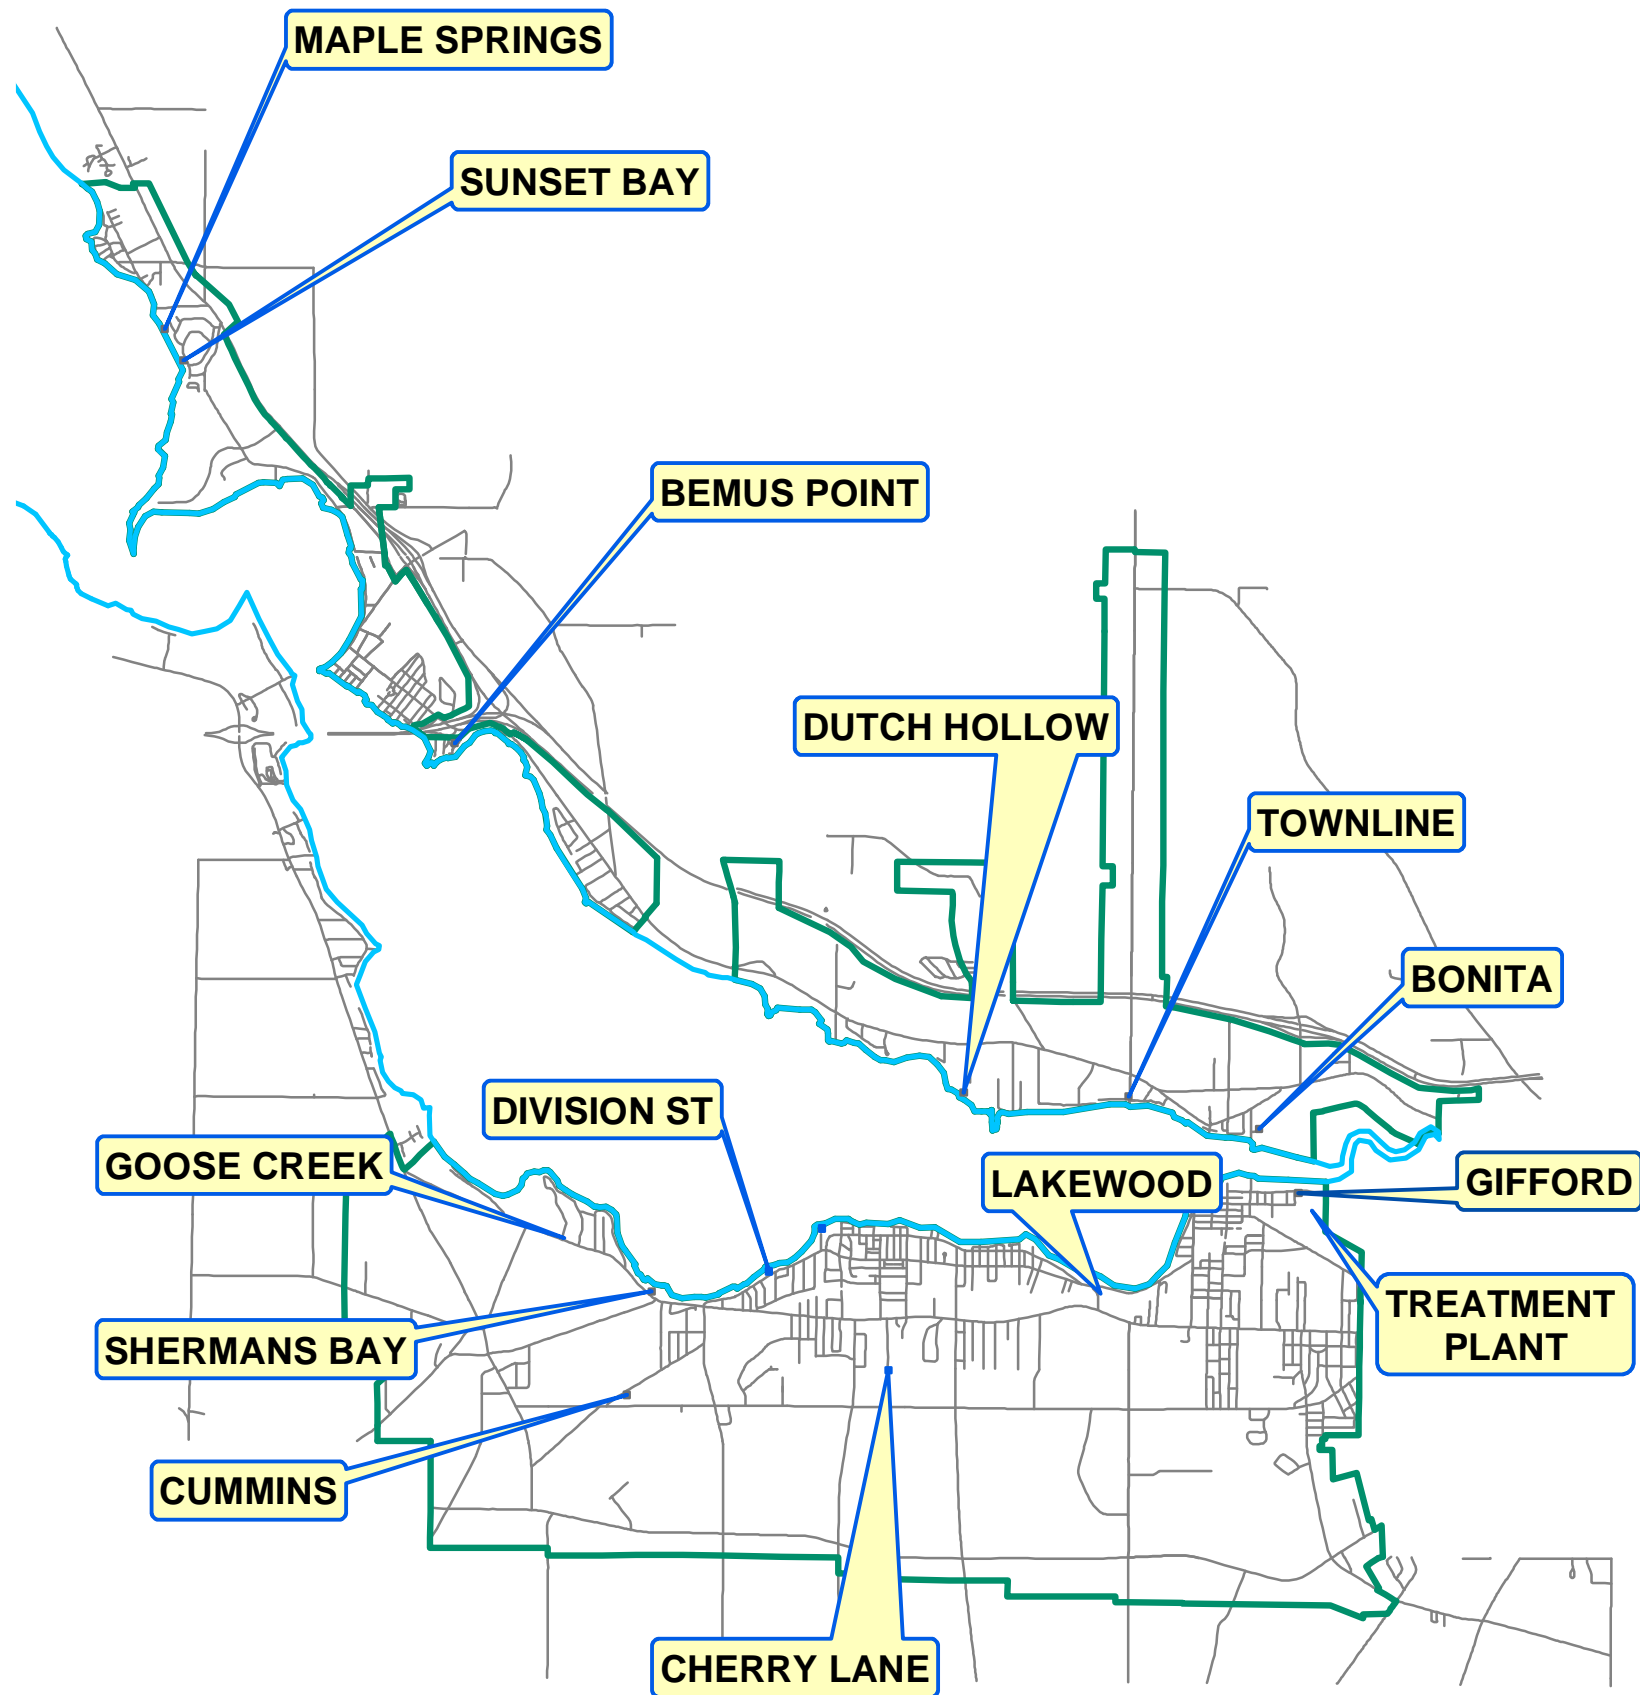 MAPLE SPRINGS
SUNSET BAY
BEMUS POINT
DUTCH HOLLOW
TOWNLINE
BONITA
DIVISION ST
GOOSE CREEK
LAKEWOOD
GIFFORD
TREATMENT
PLANT
SHERMANS BAY
CUMMINS
CHERRY LANE